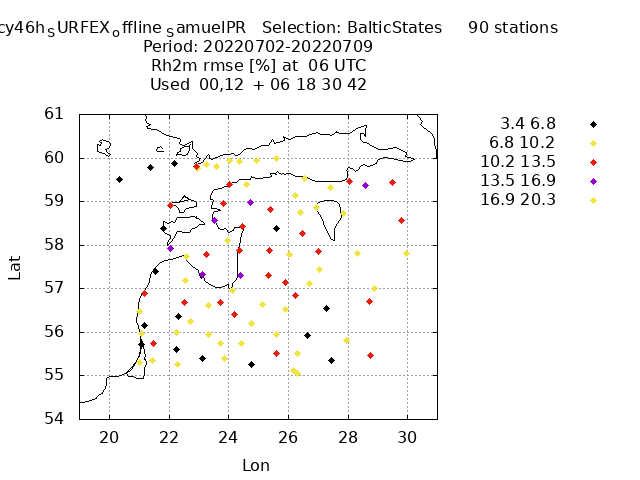 cy46hSURFEXoffline SamuelPR Selection: BalticStates 90 stations
Period: 20220702-20220709
Rh2m rmse [%] at 06 UTC
Used 00,12 + 06 18 30 42
3.4 6.8
6.8 10.2
10.2 13.5
13.5 16.9
16.9 20.3
61
60
59
58
57
56
55
54
Lat
20 22 24 26 28 30
Lon